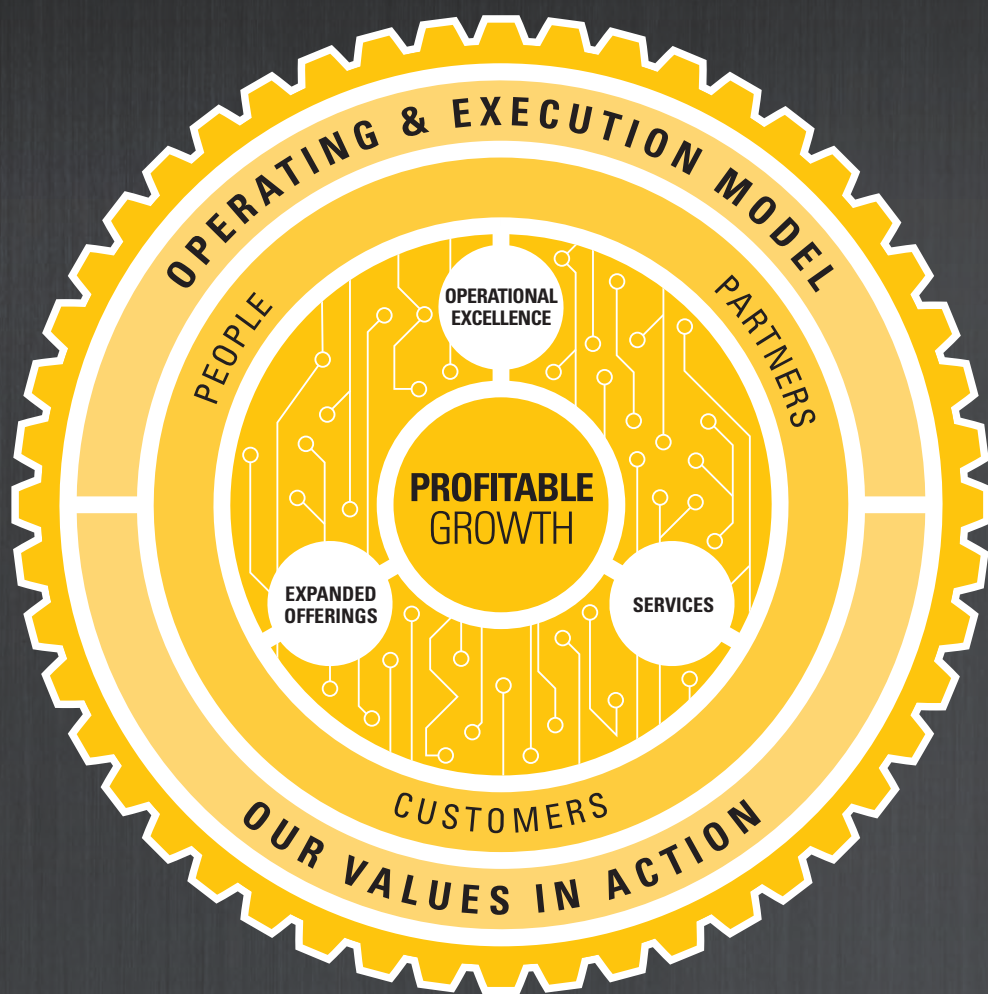 OPERATING & EXECUTION MODEL
PEOPLE
PARTNERS
OPERATIONAL
EXCELLENCE
PROFITABLE
GROWTH
EXPANDED
OFFERINGS
SERVICES
CUSTOMERS
OUR VALUES IN ACTION